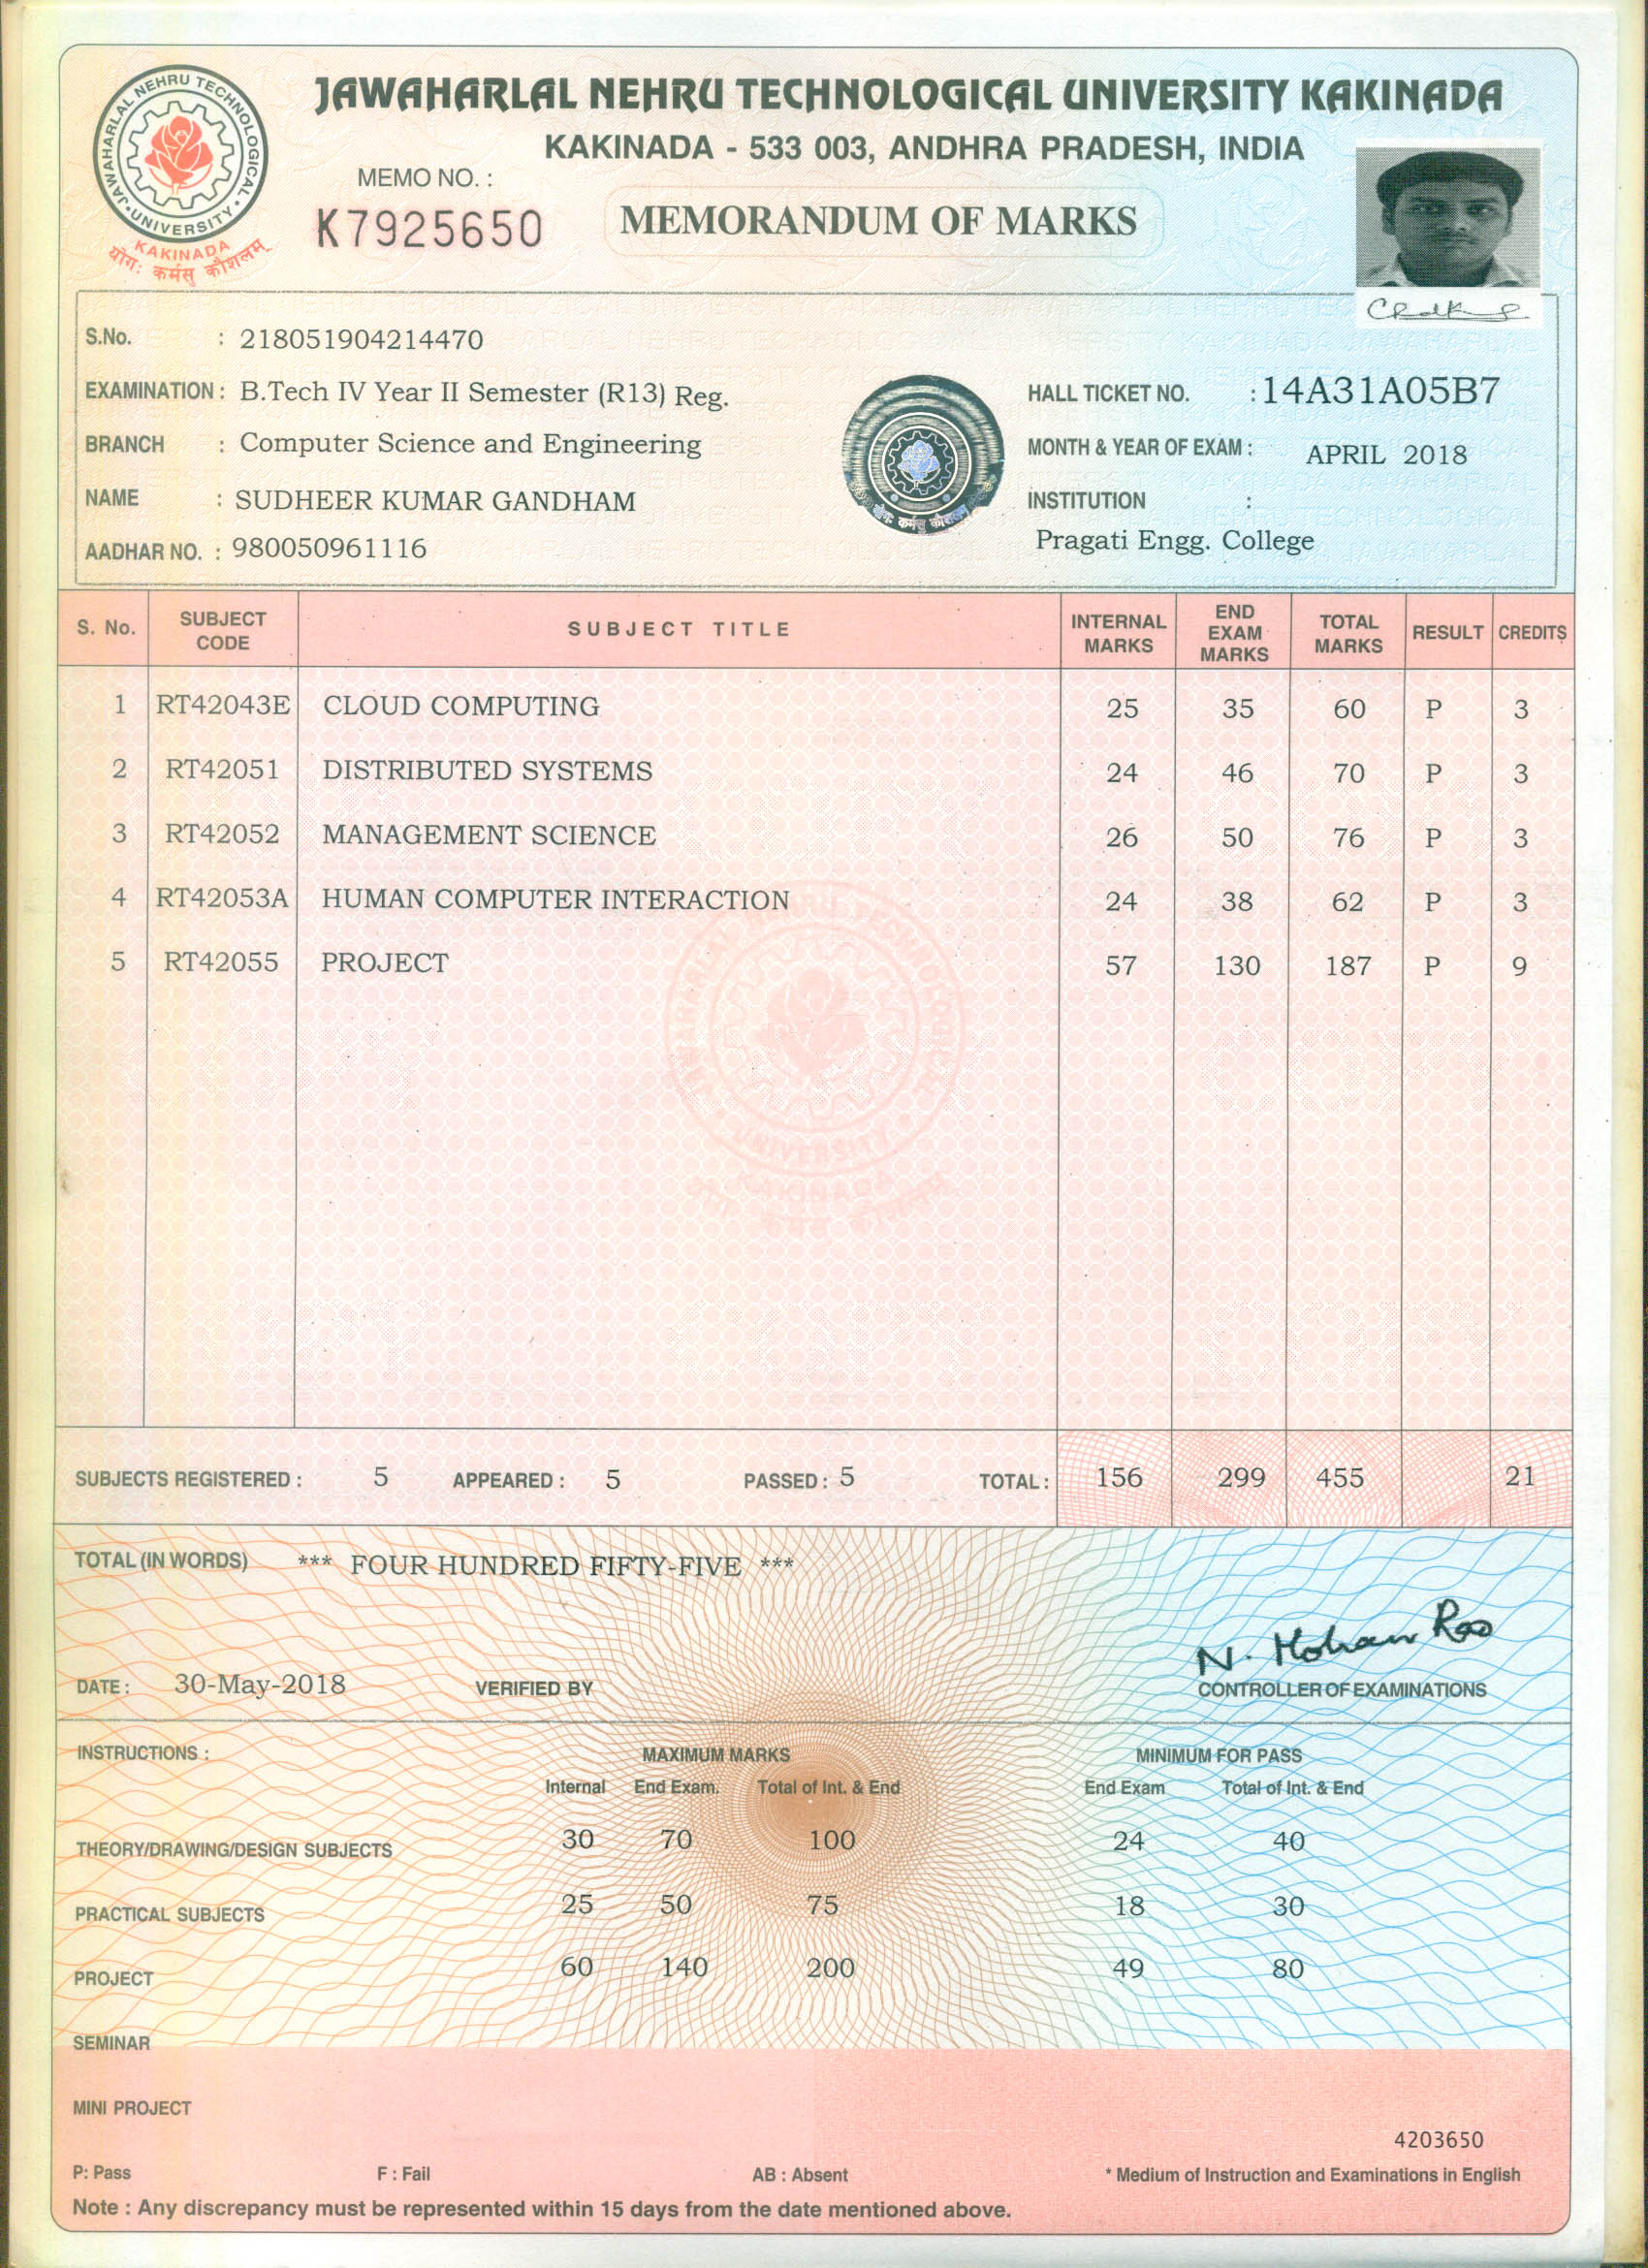 JAWAHARLAL NEHRU TECHNOLOGICAL UNIVERSITY KAKINADA
KAKINADA - 533 003, ANDHRA PRADESH, INDIA
JAWAHARLAL NEHRU TECHNOLOGICAL UNIVERSITY
KAKINADA
योगः कर्मसु कौशलम्
MEMO NO. :
K7925650
MEMORANDUM OF MARKS
S.No. : 218051904214470
EXAMINATION : B.Tech IV Year II Semester (R13) Reg.
HALL TICKET NO. : 14A31A05B7
BRANCH : Computer Science and Engineering
MONTH & YEAR OF EXAM : APRIL 2018
NAME : SUDHEER KUMAR GANDHAM
INSTITUTION :
Pragati Engg. College
AADHAR NO. : 980050961116
S. No. SUBJECT CODE SUBJECT TITLE INTERNAL MARKS END EXAM MARKS TOTAL MARKS RESULT CREDITS
1 RT42043E CLOUD COMPUTING 25 35 60 P 3
2 RT42051 DISTRIBUTED SYSTEMS 24 46 70 P 3
3 RT42052 MANAGEMENT SCIENCE 26 50 76 P 3
4 RT42053A HUMAN COMPUTER INTERACTION 24 38 62 P 3
5 RT42055 PROJECT 57 130 187 P 9
SUBJECTS REGISTERED : 5 APPEARED : 5 PASSED : 5 TOTAL : 156 299 455 21
TOTAL (IN WORDS) *** FOUR HUNDRED FIFTY-FIVE ***
N. Mohan Rao
DATE : 30-May-2018 VERIFIED BY CONTROLLER OF EXAMINATIONS
INSTRUCTIONS : MAXIMUM MARKS MINIMUM FOR PASS
Internal End Exam. Total of Int. & End End Exam Total of Int. & End
THEORY/DRAWING/DESIGN SUBJECTS 30 70 100 24 40
PRACTICAL SUBJECTS 25 50 75 18 30
PROJECT 60 140 200 49 80
SEMINAR
MINI PROJECT
4203650
P: Pass F : Fail AB : Absent * Medium of Instruction and Examinations in English
Note : Any discrepancy must be represented within 15 days from the date mentioned above.